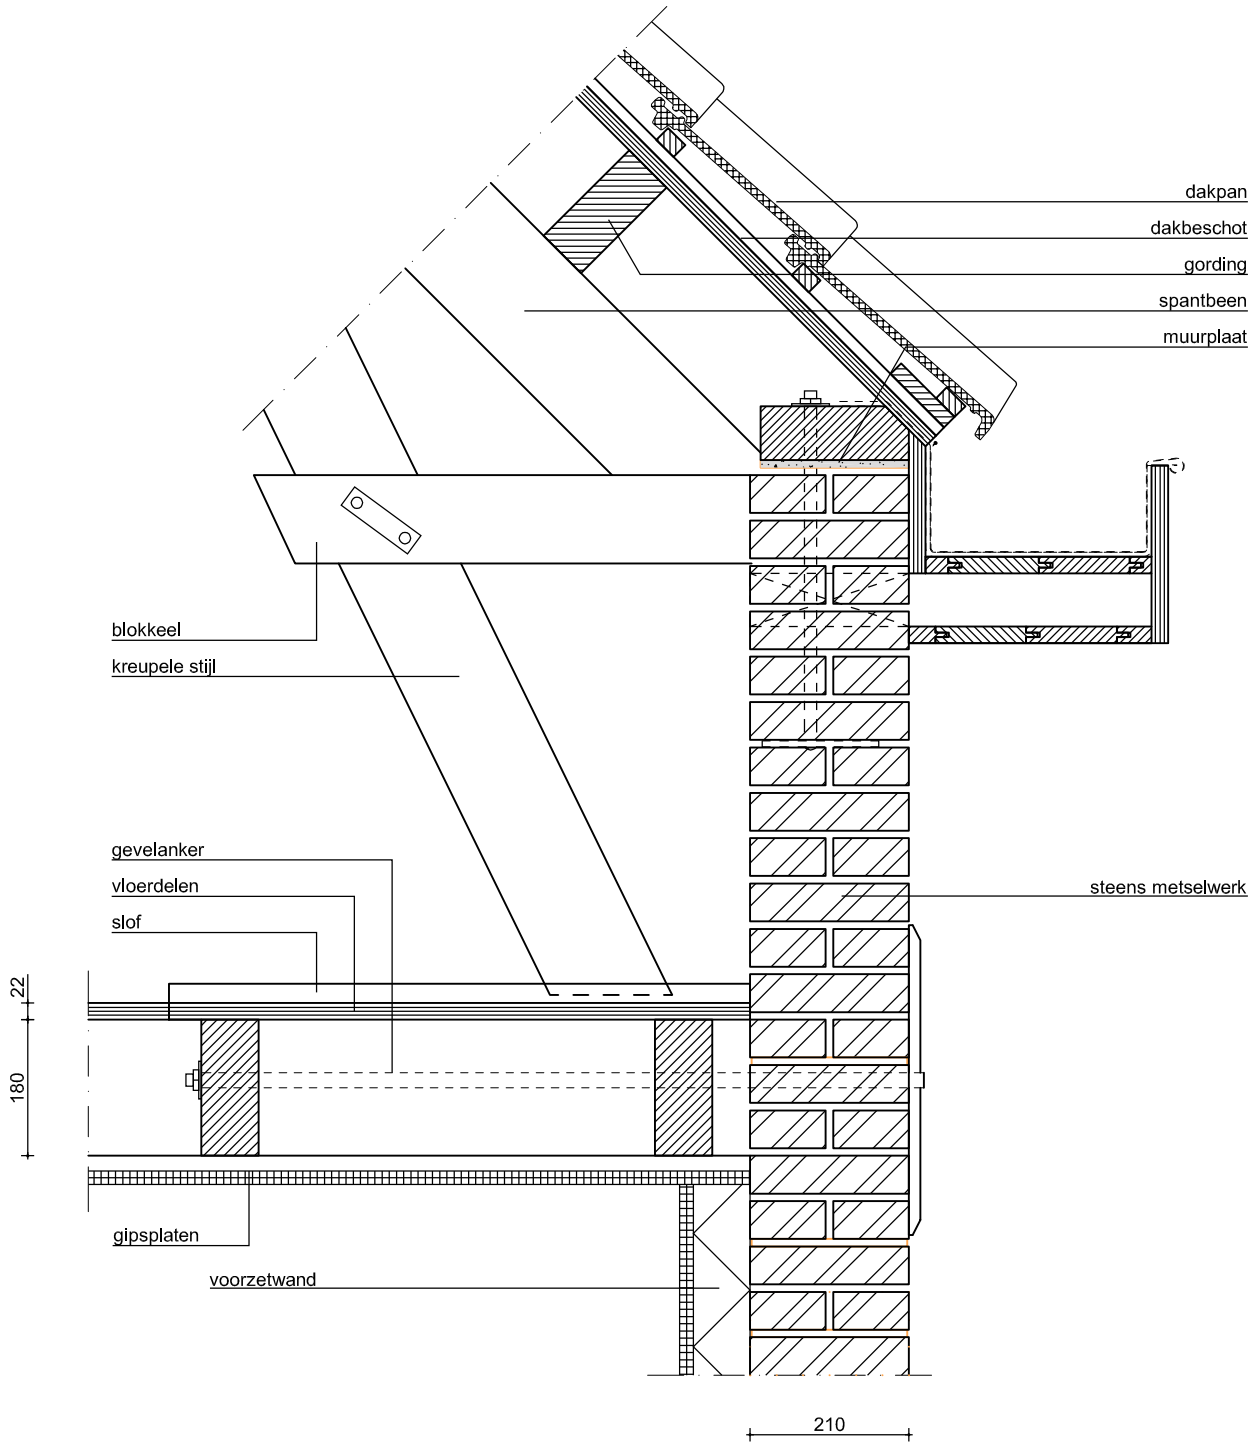 dakpan
dakbeschot
gording
spantbeen
muurplaat
blokkeel
kreupele stijl
gevelanker
vloerdelen
steens metselwerk
slof
22
180
gipsplaten
voorzetwand
210